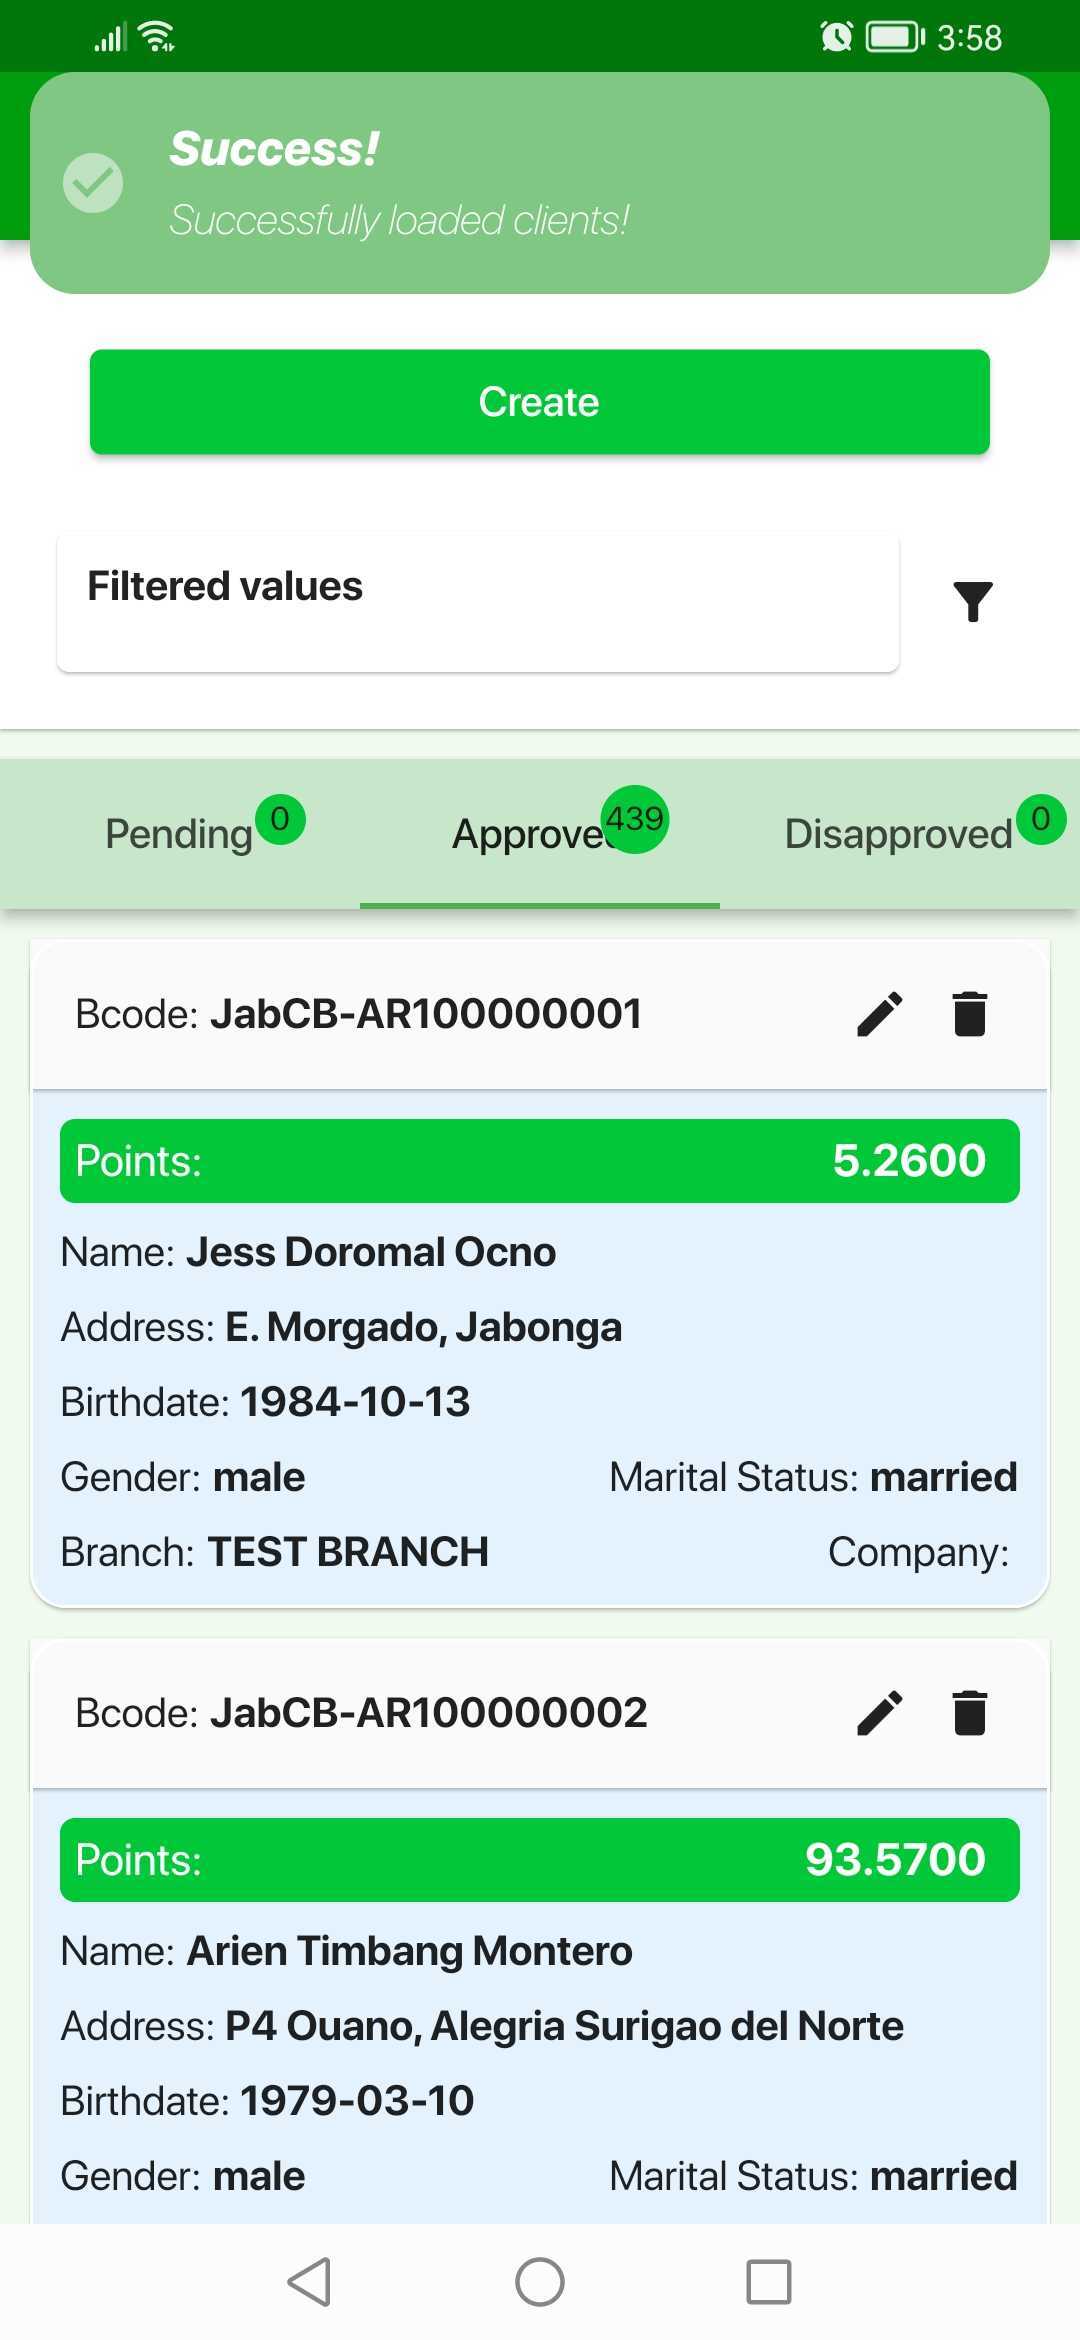 3:58
Success!
Successfully loaded clients!
Create
Filtered values
Pending 0 Approve 439 Disapproved 0
Bcode: JabCB-AR100000001
Points: 5.2600
Name: Jess Doromal Ocno
Address: E. Morgado, Jabonga
Birthdate: 1984-10-13
Gender: male Marital Status: married
Branch: TEST BRANCH Company:
Bcode: JabCB-AR100000002
Points: 93.5700
Name: Arien Timbang Montero
Address: P4 Ouano, Alegria Surigao del Norte
Birthdate: 1979-03-10
Gender: male Marital Status: married